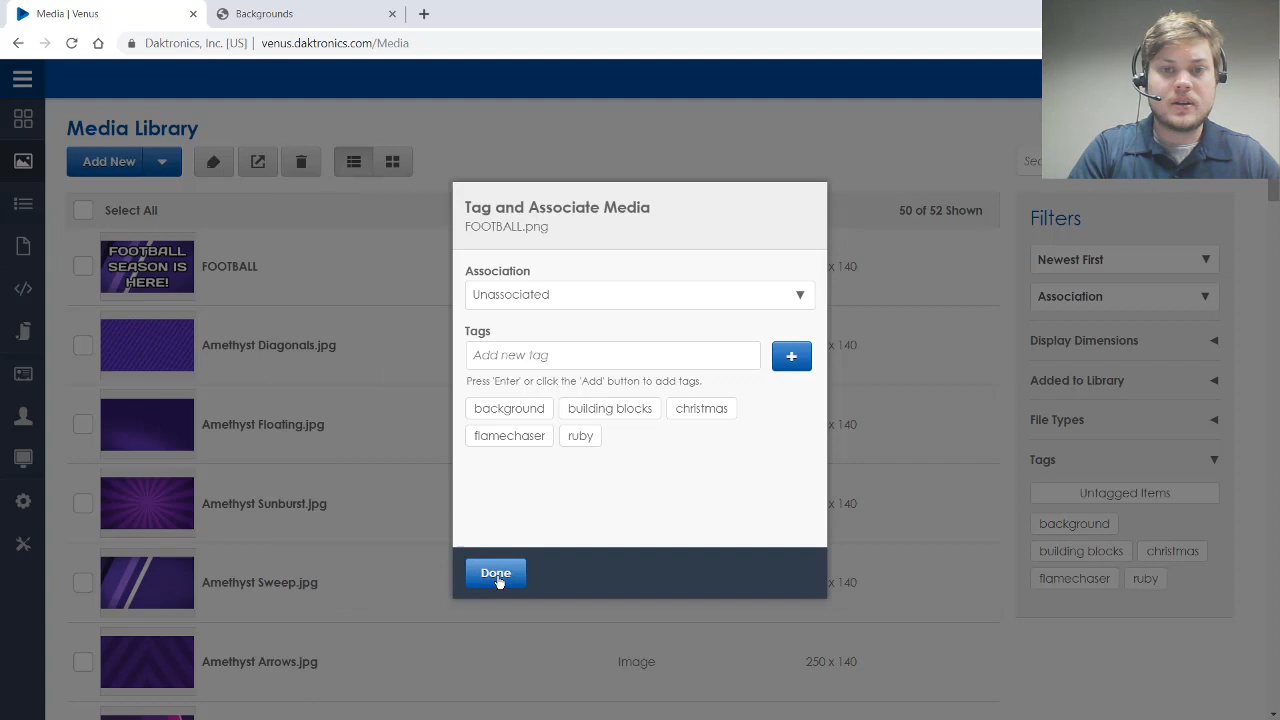 Media | Venus
Backgrounds
Daktronics, Inc. [US] | venus.daktronics.com/Media
Media Library
Add New
Select All
50 of 52 Shown
FOOTBALL
SEASON IS
HERE!
FOOTBALL
x 140
Amethyst Diagonals.jpg
x 140
Amethyst Floating.jpg
x 140
Amethyst Sunburst.jpg
x 140
Amethyst Sweep.jpg
x 140
Amethyst Arrows.jpg
Image
250 x 140
Tag and Associate Media
FOOTBALL.png
Association
Unassociated
Tags
Add new tag
+
Press 'Enter' or click the 'Add' button to add tags.
background building blocks christmas
flamechaser ruby
Done
Sea
Filters
Newest First
Association
Display Dimensions
Added to Library
File Types
Tags
Untagged Items
background
building blocks christmas
flamechaser ruby